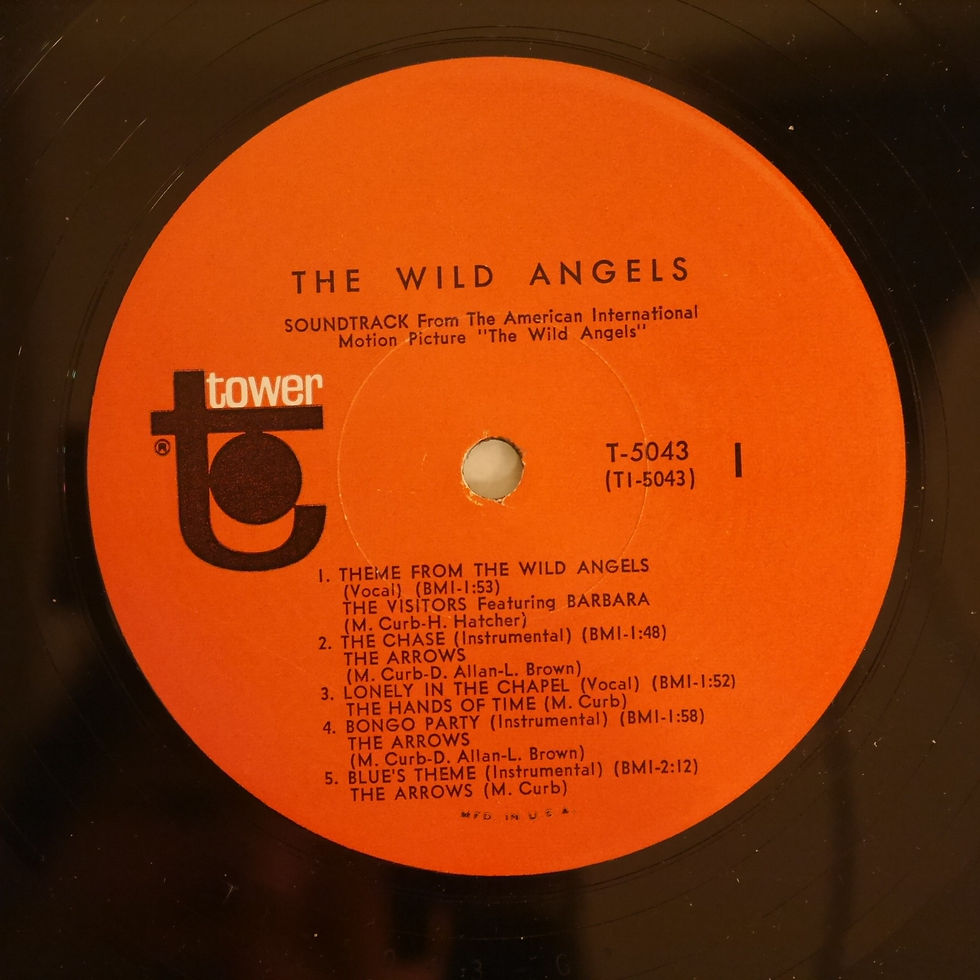 THE WILD ANGELS
SOUNDTRACK From The American International
Motion Picture "The Wild Angels"
tower
®
T-5043
(T1-5043)
1
1. THEME FROM THE WILD ANGELS
(Vocal) (BMI-1:53)
THE VISITORS Featuring BARBARA
(M. Curb-H. Hatcher)
2. THE CHASE (Instrumental) (BMI-1:48)
THE ARROWS
(M. Curb-D. Allan-L. Brown)
3. LONELY IN THE CHAPEL (Vocal) (BMI-1:52)
THE HANDS OF TIME (M. Curb)
4. BONGO PARTY (Instrumental) (BMI-1:58)
THE ARROWS
(M. Curb-D. Allan-L. Brown)
5. BLUE'S THEME (Instrumental) (BMI-2:12)
THE ARROWS (M. Curb)
MFD IN U S A